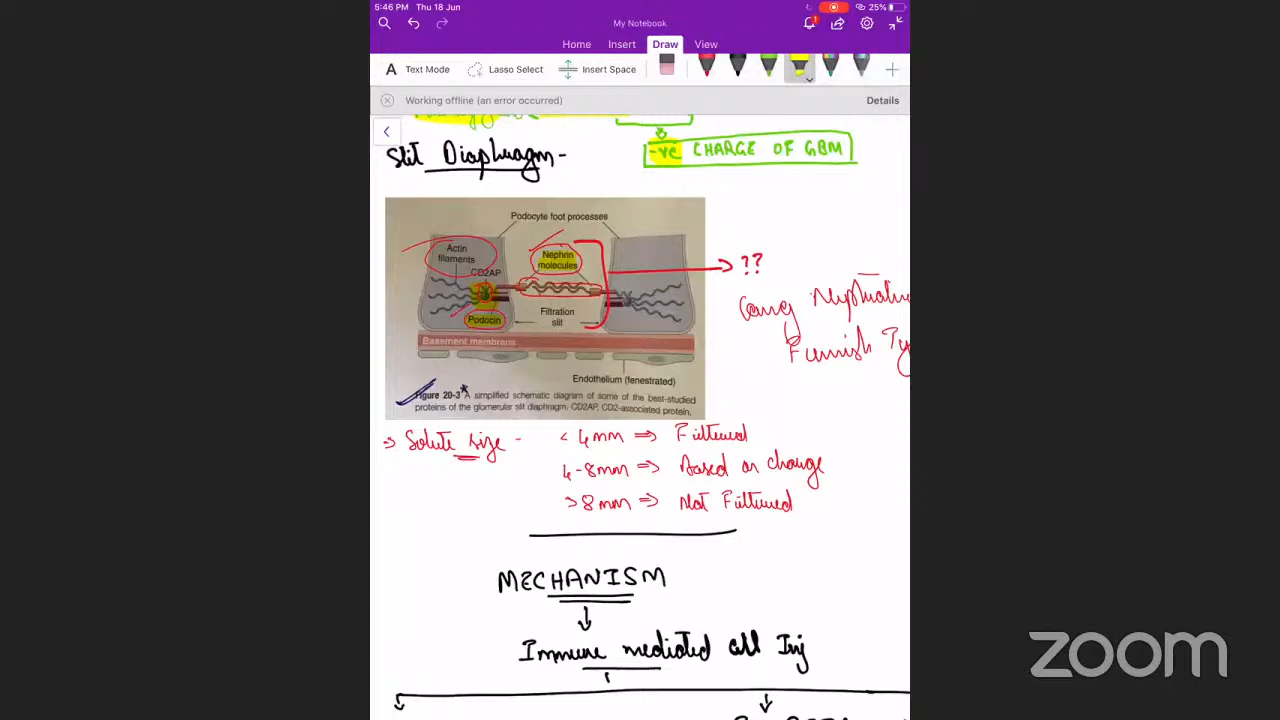 5:46 PM Thu 18 Jun
25%
My Notebook
1
Home Insert Draw View
A Text Mode Lasso Select Insert Space
Working offline (an error occurred) Details
Slit Diaphragm-
-ve CHARGE OF GBM
Podocyte foot processes
Actin
filaments
Nephrin
molecules
CD2AP
Podocin
Filtration
slit
Basement membrane
Endothelium (fenestrated)
Figure 20-3 A simplified schematic diagram of some of the best-studied
proteins of the glomerular slit diaphragm. CD2AP, CD2-associated protein,
??
Cong
Finnish Ty
⇒ Solute size - < 4mm ⇒ Filtered
4-8mm ⇒ Based on charge
>8mm ⇒ Not Filtered
MECHANISM
Immune mediated cell Inj
zoom